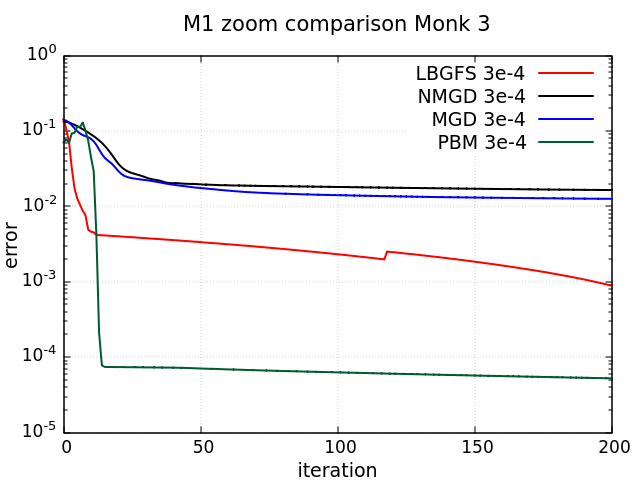 M1 zoom comparison Monk 3
LBGFS 3e-4
NMGD 3e-4
MGD 3e-4
PBM 3e-4
10^0
10^-1
10^-2
10^-3
10^-4
10^-5
error
0 50 100 150 200
iteration